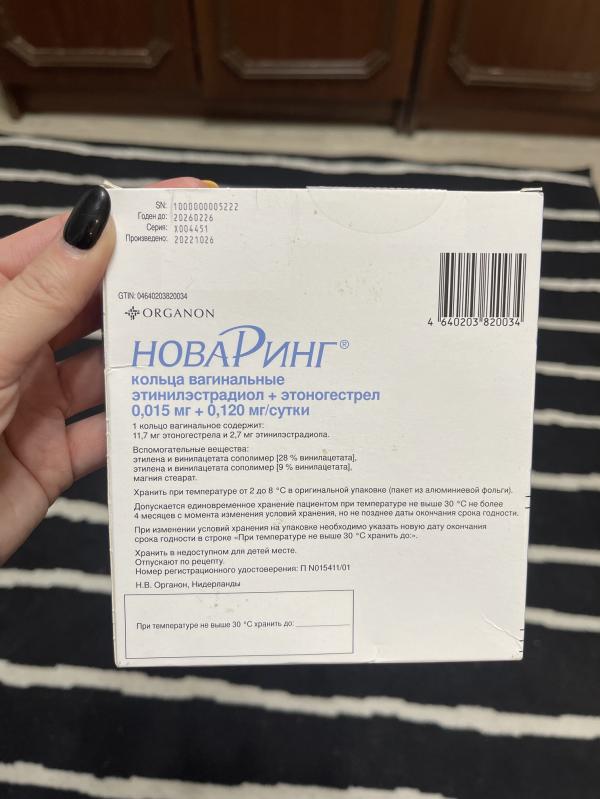 SN: 1000000005222
Годен до: 20260226
Серия: X004451
Произведено: 20221026
GTIN: 04640203820034
4 640203 820034
ORGANON
НОВАРИНГ®
кольца вагинальные
этинилэстрадиол + этоногестрел
0,015 мг + 0,120 мг/сутки
1 кольцо вагинальное содержит:
11,7 мг этоногестрела и 2,7 мг этинилэстрадиола.
Вспомогательные вещества:
этилена и винилацетата сополимер [28 % винилацетата],
этилена и винилацетата сополимер [9 % винилацетата],
магния стеарат.
Хранить при температуре от 2 до 8 °C в оригинальной упаковке (пакет из алюминиевой фольги).
Допускается единовременное хранение пациентом при температуре не выше 30 °C не более
4 месяцев с момента изменения условий хранения, но не позднее даты окончания срока годности.
При изменении условий хранения на упаковке необходимо указать новую дату окончания
срока годности в строке «При температуре не выше 30 °C хранить до:».
Хранить в недоступном для детей месте.
Отпускают по рецепту.
Номер регистрационного удостоверения: П N015411/01
Н.В. Органон, Нидерланды
При температуре не выше 30 °C хранить до: ____________